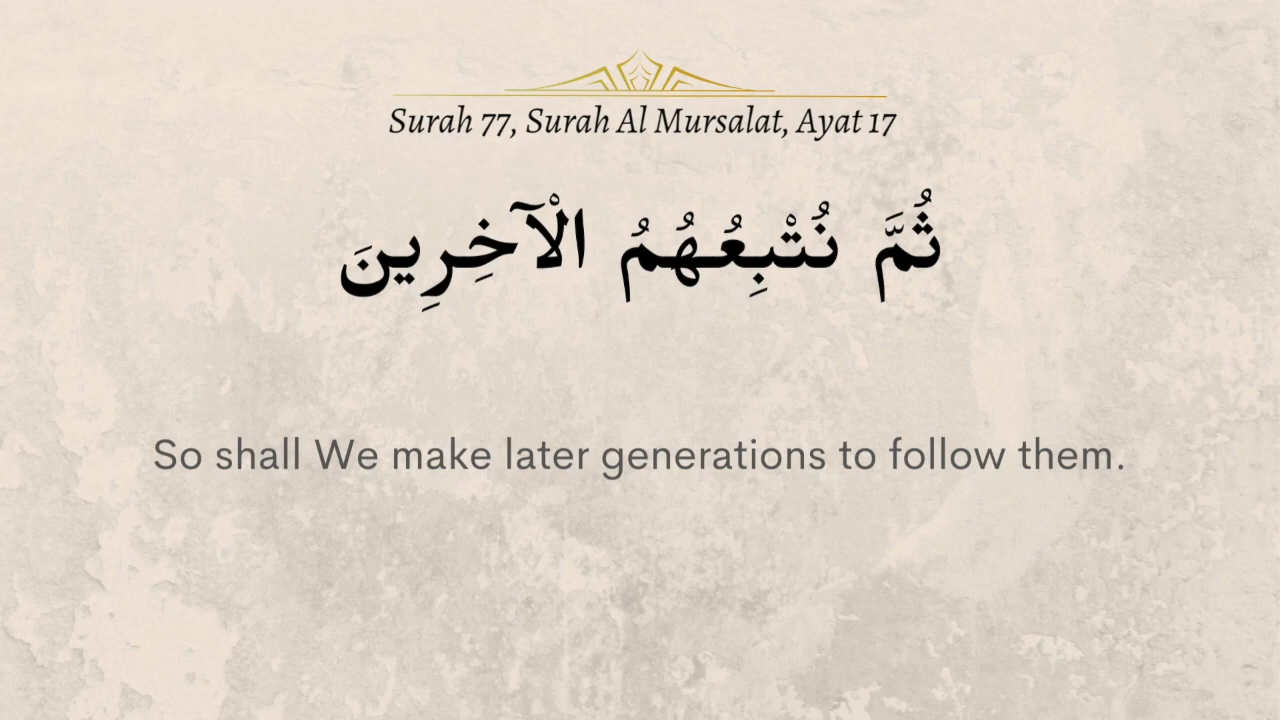 Surah 77, Surah Al Mursalat, Ayat 17
ثُمَّ نُتْبِعُهُمُ الْآخِرِينَ
So shall We make later generations to follow them.